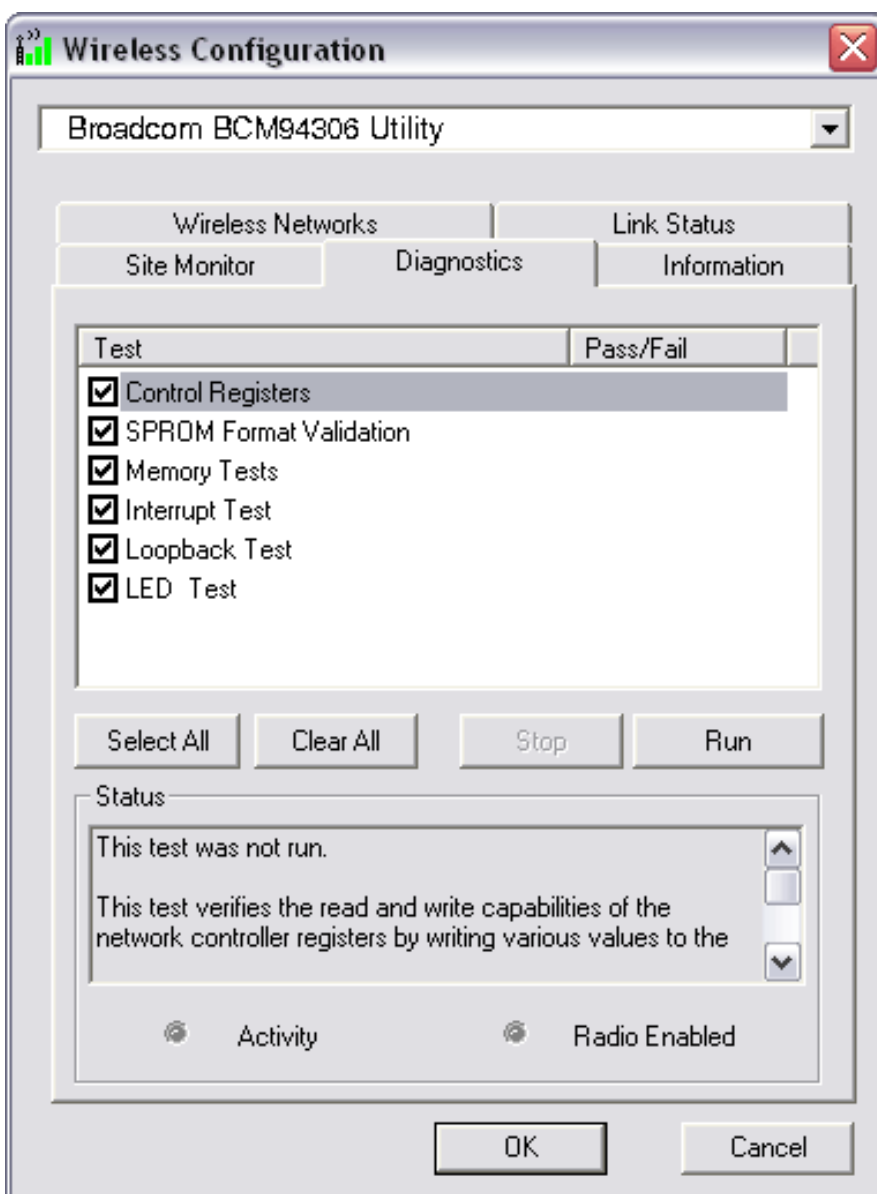 Wireless Configuration
Broadcom BCM94306 Utility
Wireless Networks
Link Status
Site Monitor
Diagnostics
Information
Test
Pass/Fail
Control Registers
SPROM Format Validation
Memory Tests
Interrupt Test
Loopback Test
LED  Test
Select All
Clear All
Stop
Run
Status
This test was not run.
This test verifies the read and write capabilities of the
network controller registers by writing various values to the
Activity
Radio Enabled
OK
Cancel